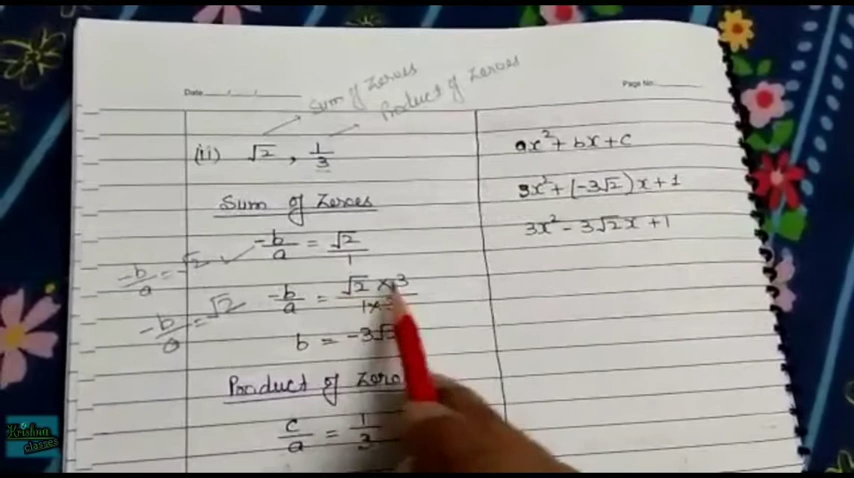 Date
Page No.
Sum of Zeroes
Product of Zeroes
(ii) √2 , 1/3
Sum of Zeroes
-b/a = √2 -b/a = √2/1
-b/a = √2 -b/a = √2 × 3/1×3
b = -3√2
Product of Zero
c/a = 1/3
ax² + bx + c
3x² + (-3√2)x + 1
3x² - 3√2x + 1
Krishna
classes